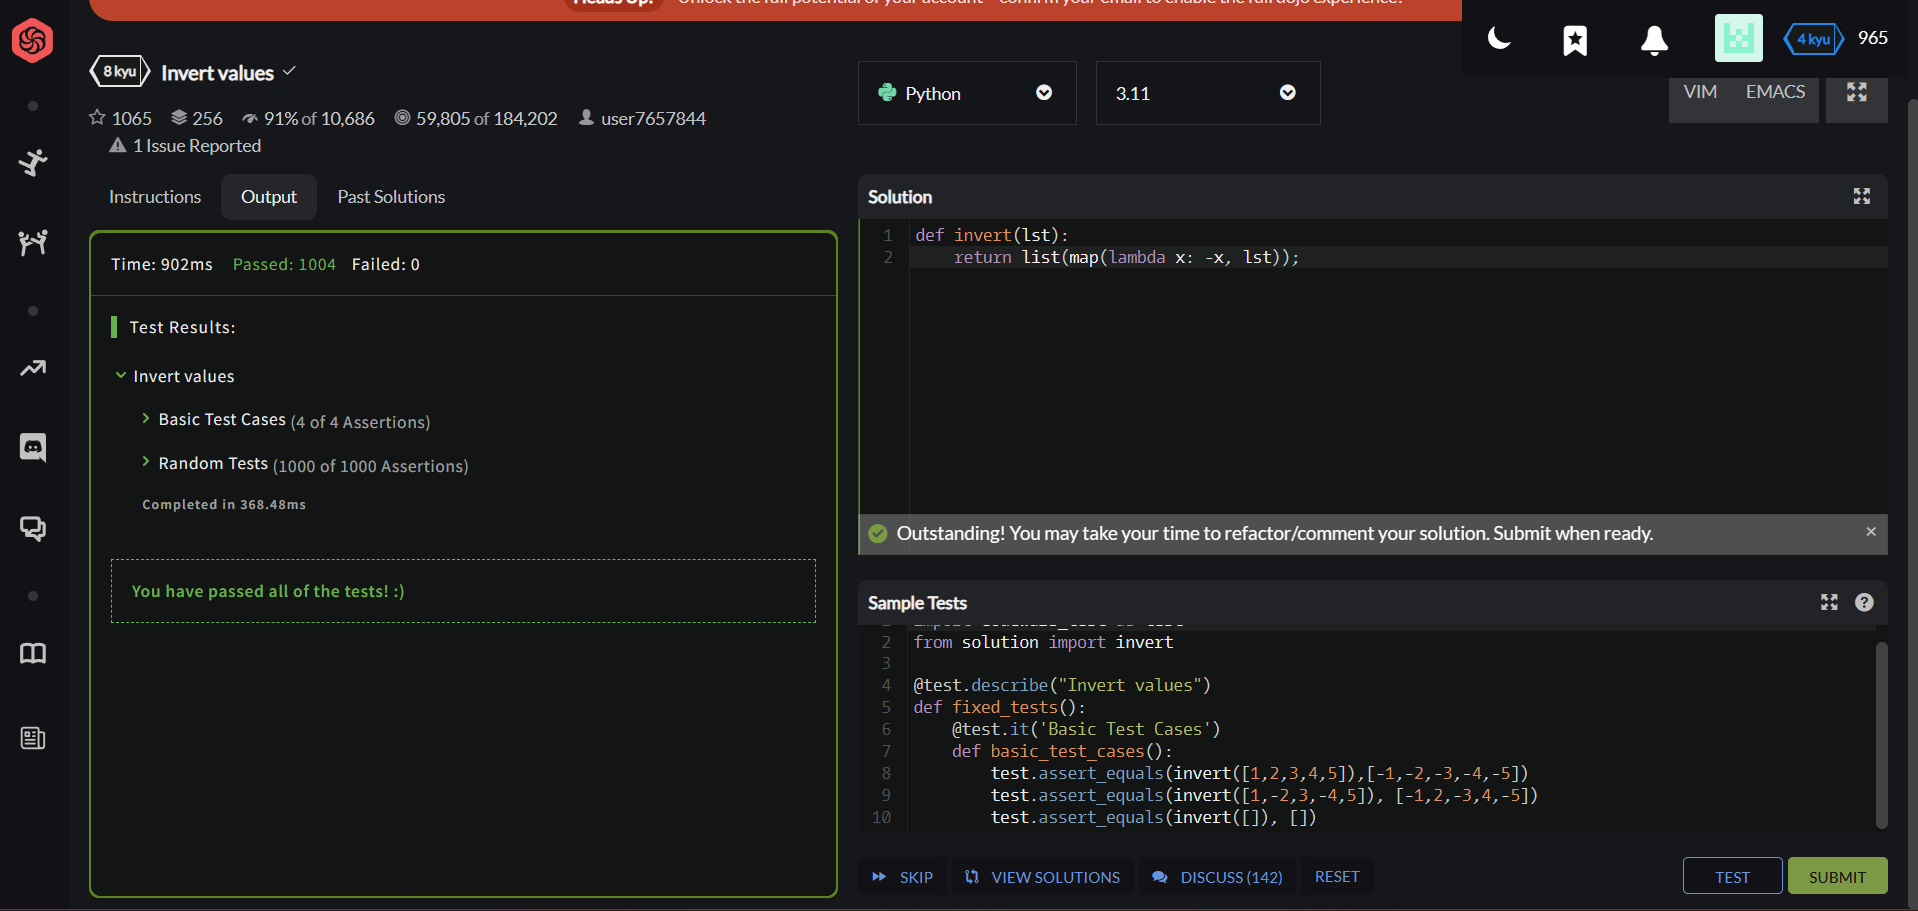 Heads Up! Unlock the full potential of your account - confirm your email to enable the full dojo experience!
4 kyu 965
8 kyu Invert values
1065 256 91% of 10,686 59,805 of 184,202 user7657844
1 Issue Reported
Python
3.11
VIM EMACS
Instructions Output Past Solutions
Time: 902ms Passed: 1004 Failed: 0
Test Results:
Invert values
Basic Test Cases (4 of 4 Assertions)
Random Tests (1000 of 1000 Assertions)
Completed in 368.48ms
You have passed all of the tests! :)
Solution
1 def invert(lst):
2     return list(map(lambda x: -x, lst));
Outstanding! You may take your time to refactor/comment your solution. Submit when ready.
Sample Tests
2 from solution import invert
3
4 @test.describe("Invert values")
5 def fixed_tests():
6     @test.it('Basic Test Cases')
7     def basic_test_cases():
8         test.assert_equals(invert([1,2,3,4,5]),[-1,-2,-3,-4,-5])
9         test.assert_equals(invert([1,-2,3,-4,5]), [-1,2,-3,4,-5])
10         test.assert_equals(invert([]), [])
SKIP VIEW SOLUTIONS DISCUSS (142) RESET
TEST SUBMIT